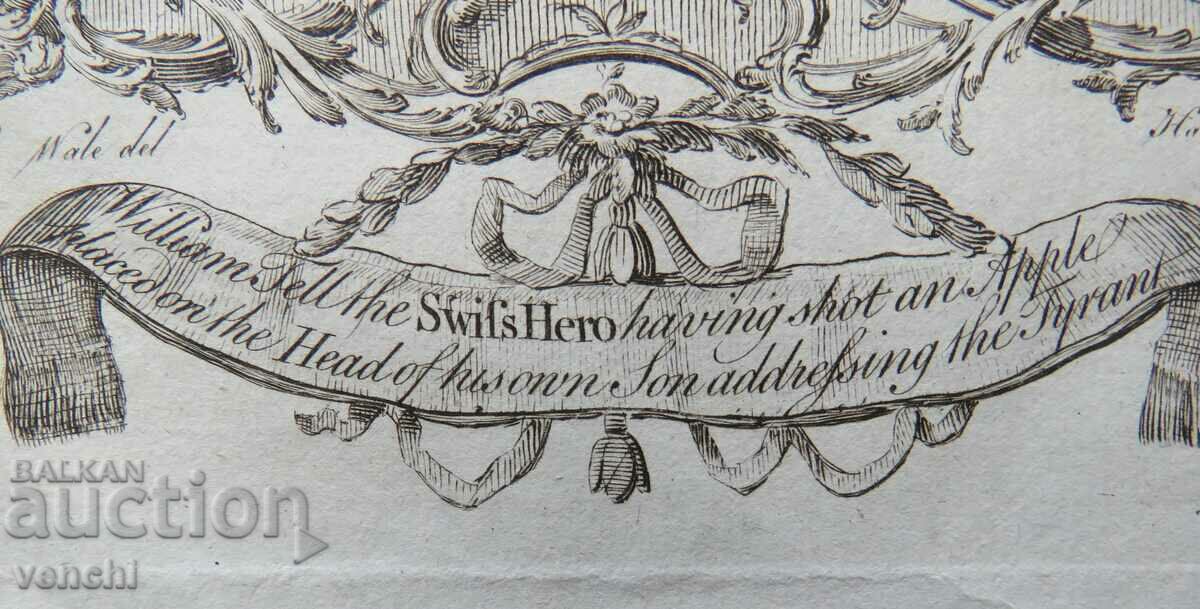 Wale del
William Tell the Swiſs Hero having shot an Apple
placed on the Head of his own Son addreſsing the Tyrant
BALKAN
auction
venchi